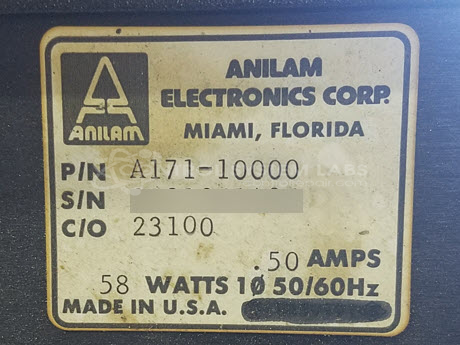 ANILAM
ANILAM
ELECTRONICS CORP.
MIAMI, FLORIDA
P/N A171-10000
S/N
C/O 23100
.50 AMPS
58 WATTS 1Ø 50/60Hz
MADE IN U.S.A.